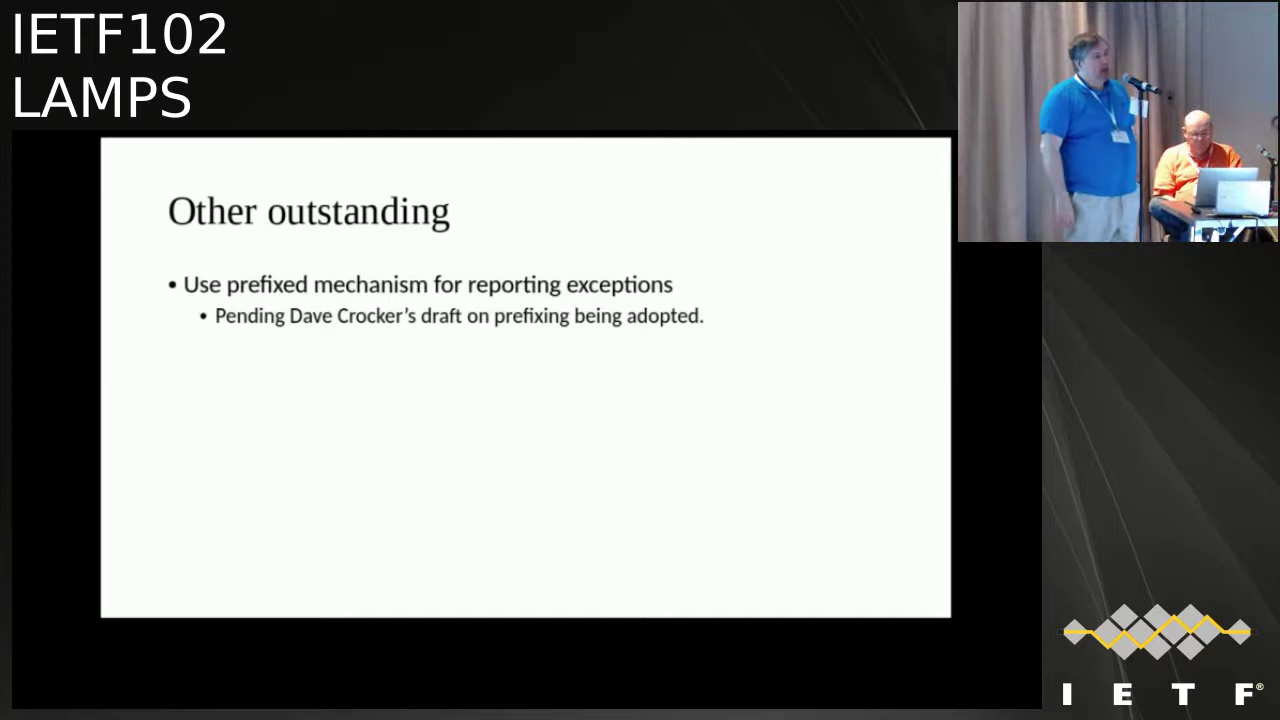 IETF102
LAMPS
Other outstanding
• Use prefixed mechanism for reporting exceptions
• Pending Dave Crocker’s draft on prefixing being adopted.
I E T F®